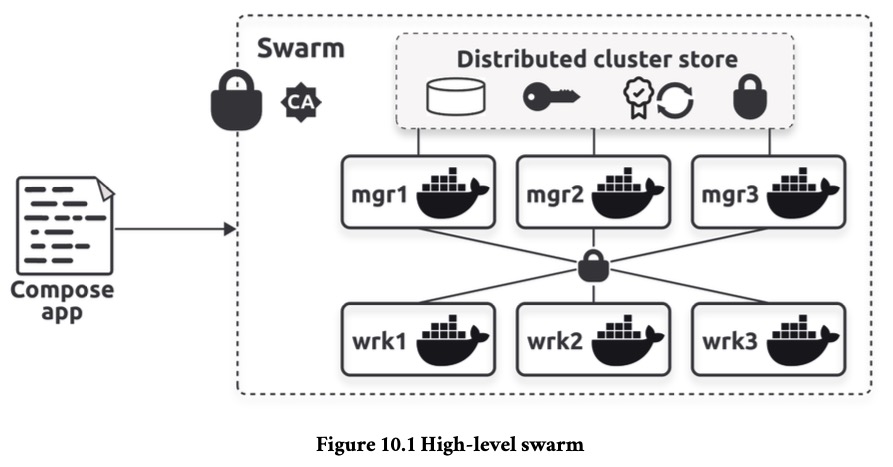 Swarm
Distributed cluster store
CA
mgr1
mgr2
mgr3
Compose
app
wrk1
wrk2
wrk3
Figure 10.1 High-level swarm